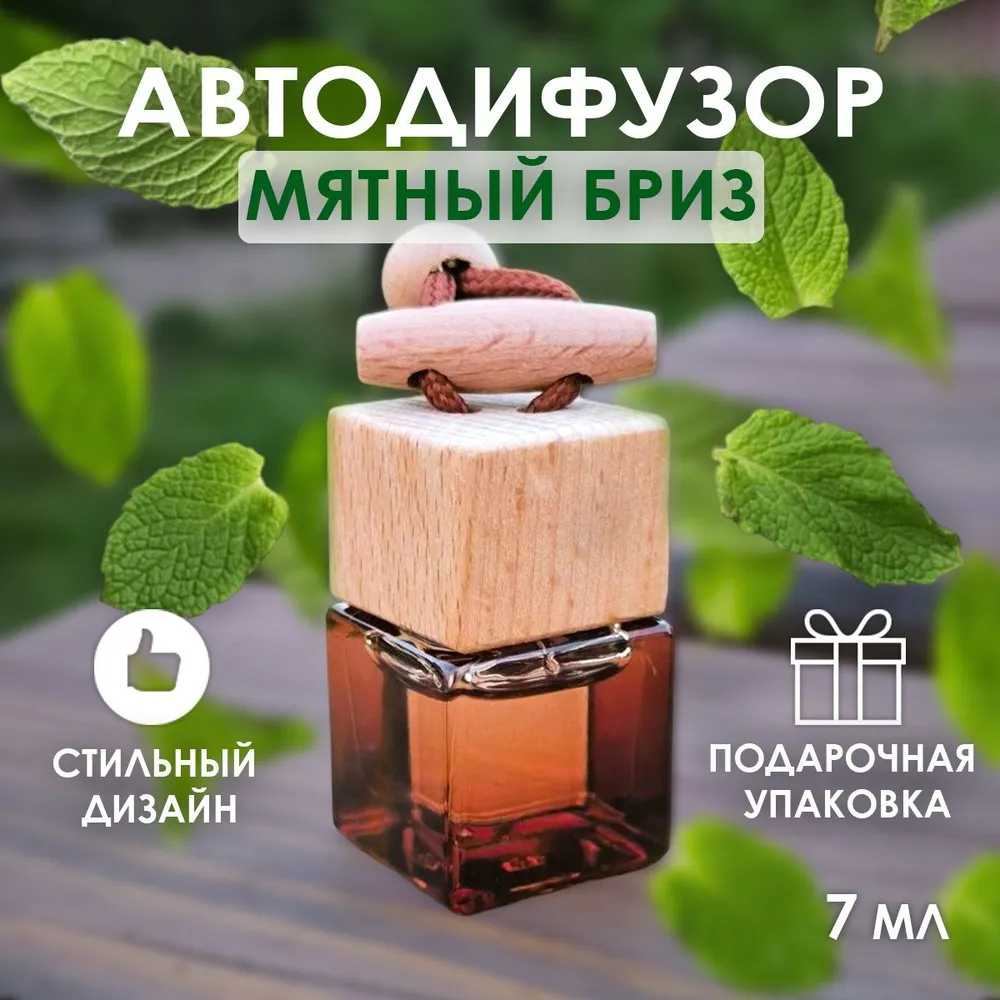 АВТОДИФУЗОР
МЯТНЫЙ БРИЗ
СТИЛЬНЫЙ
ДИЗАЙН
ПОДАРОЧНАЯ
УПАКОВКА
7 МЛ